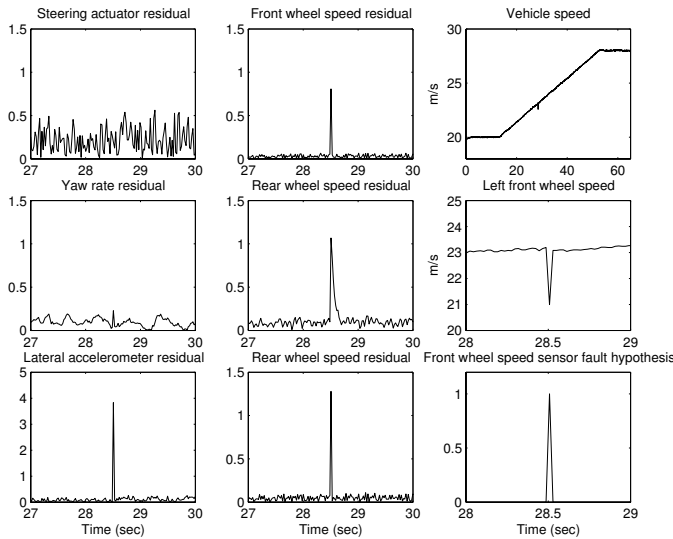 Steering actuator residual
1.5
1
0.5
0
27 28 29 30
Front wheel speed residual
1.5
1
0.5
0
27 28 29 30
Vehicle speed
m/s
30
25
20
0 20 40 60
Yaw rate residual
1.5
1
0.5
0
27 28 29 30
Rear wheel speed residual
1.5
1
0.5
0
27 28 29 30
Left front wheel speed
m/s
25
24
23
22
21
20
28 28.5 29
Lateral accelerometer residual
5
4
3
2
1
0
27 28 29 30
Time (sec)
Rear wheel speed residual
1.5
1
0.5
0
27 28 29 30
Time (sec)
Front wheel speed sensor fault hypothesis
1
0.5
0
28 28.5 29
Time (sec)